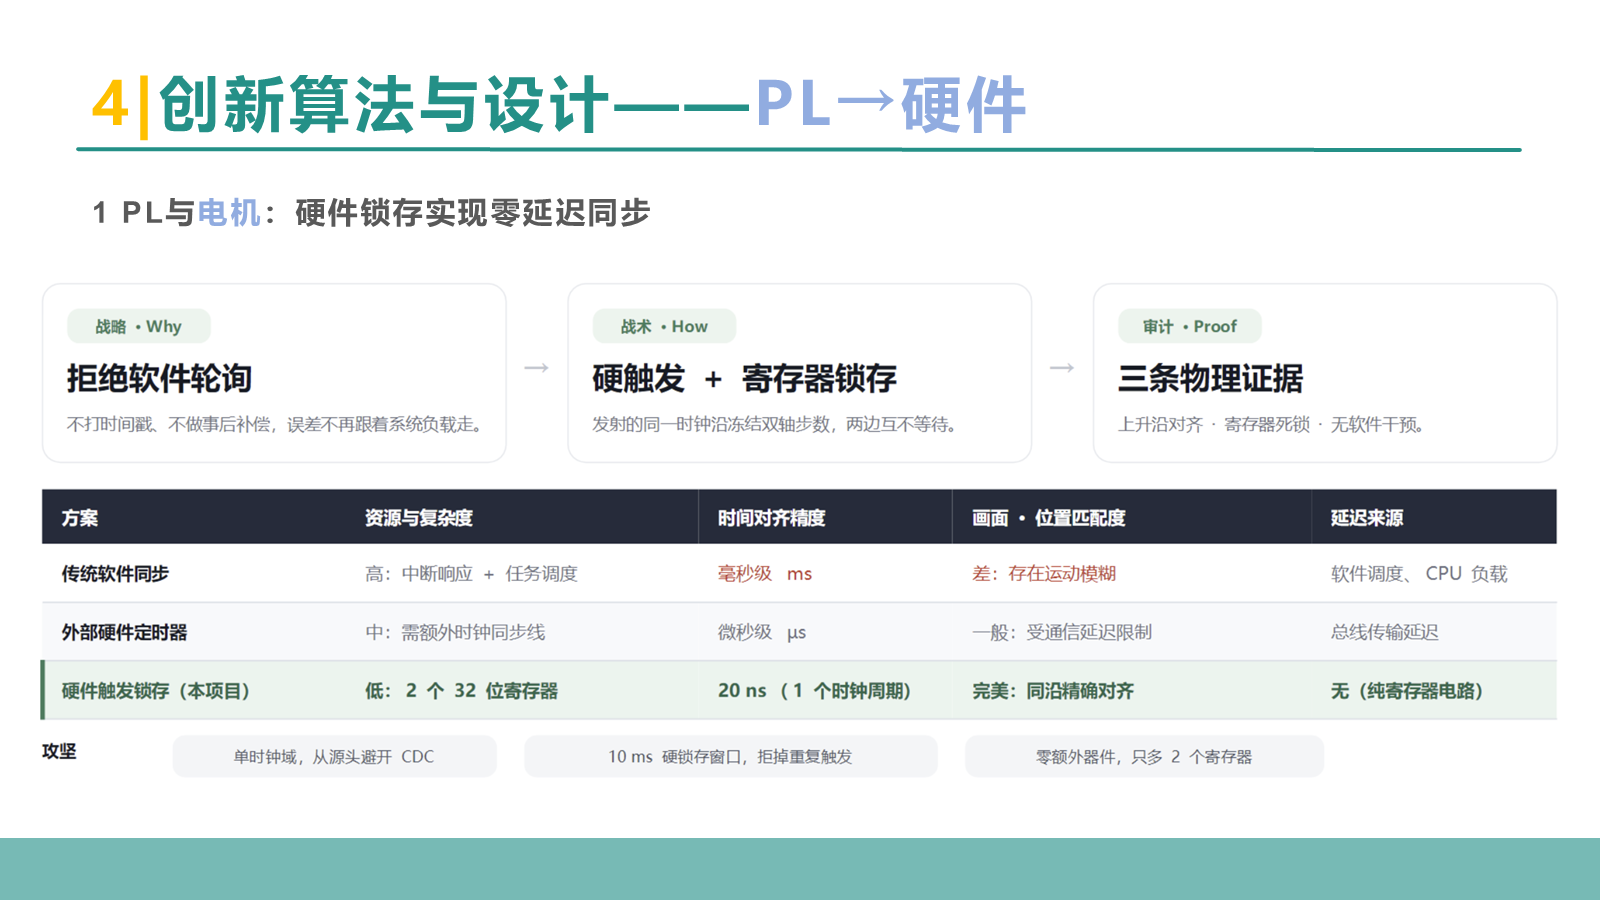 4|创新算法与设计——PL→硬件
1 PL与电机：硬件锁存实现零延迟同步
战略 • Why
拒绝软件轮询
不打时间戳、不做事后补偿，误差不再跟着系统负载走。
→
战术 • How
硬触发 + 寄存器锁存
发射的同一时钟沿冻结双轴步数，两边互不等待。
→
审计 • Proof
三条物理证据
上升沿对齐 · 寄存器死锁 · 无软件干预。
方案 资源与复杂度 时间对齐精度 画面 • 位置匹配度 延迟来源
传统软件同步 高：中断响应 + 任务调度 毫秒级 ms 差：存在运动模糊 软件调度、CPU 负载
外部硬件定时器 中：需额外时钟同步线 微秒级 μs 一般：受通信延迟限制 总线传输延迟
硬件触发锁存（本项目） 低：2 个 32 位寄存器 20 ns （1 个时钟周期) 完美：同沿精确对齐 无（纯寄存器电路）
攻坚 单时钟域，从源头避开 CDC 10 ms 硬锁存窗口，拒掉重复触发 零额外器件，只多 2 个寄存器